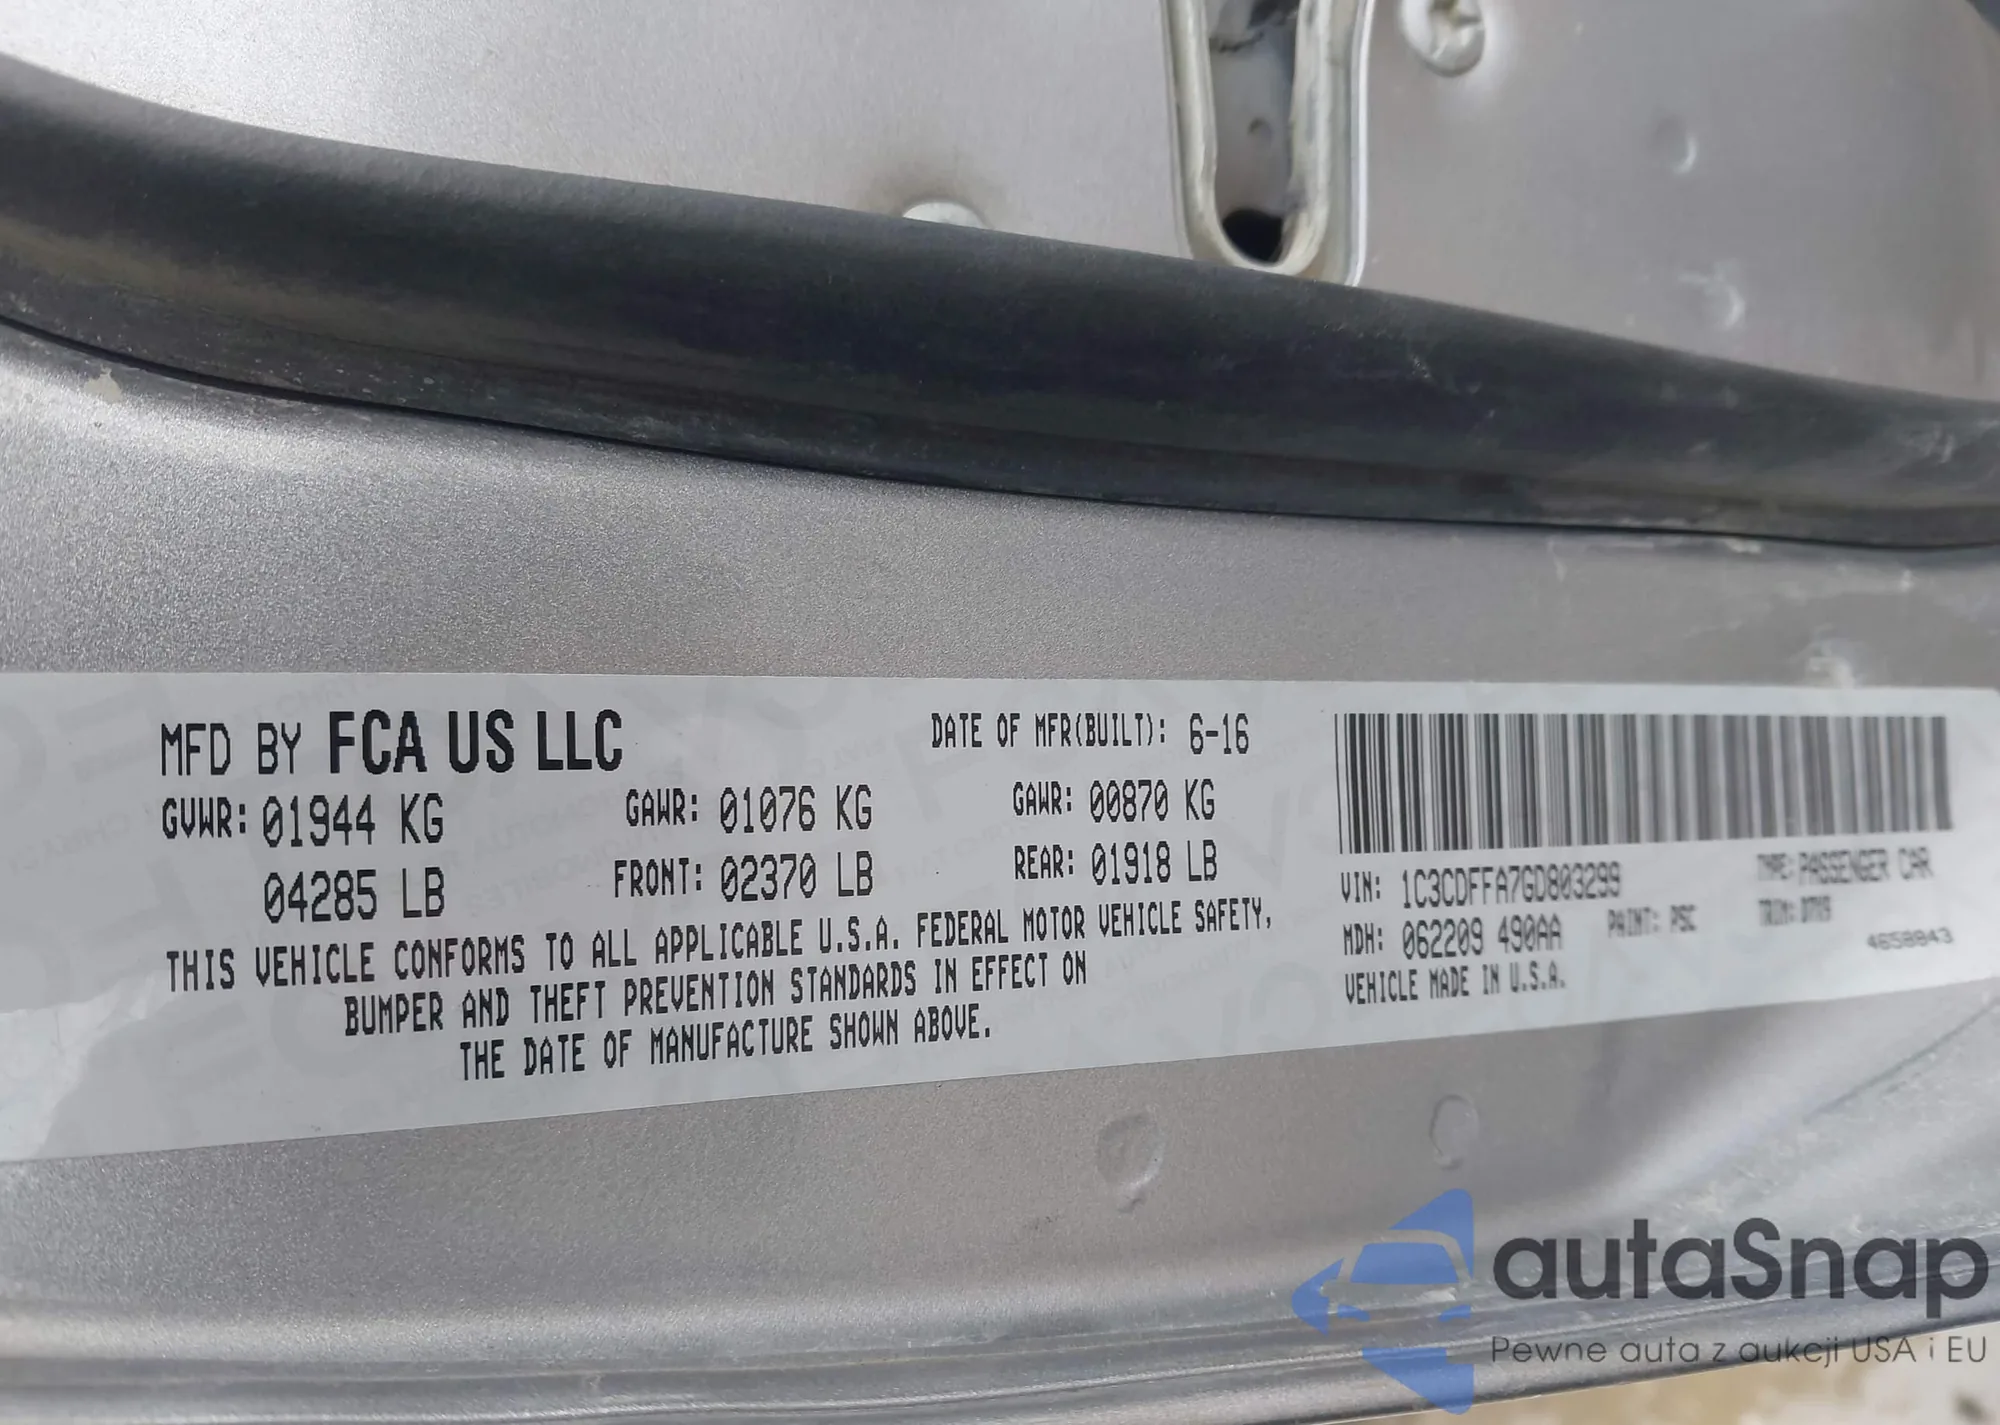 MFD BY FCA US LLC
DATE OF MFR(BUILT): 6-16
GVWR: 01944 KG
GAWR: 01076 KG
GAWR: 00870 KG
04285 LB
FRONT: 02370 LB
REAR: 01918 LB
THIS VEHICLE CONFORMS TO ALL APPLICABLE U.S.A. FEDERAL MOTOR VEHICLE SAFETY,
BUMPER AND THEFT PREVENTION STANDARDS IN EFFECT ON
THE DATE OF MANUFACTURE SHOWN ABOVE.
VIN: 1C3CDFFA7GD803299
TYPE: PASSENGER CAR
MDH: 062209 490AA
PAINT: PSC
TRIM:
4658843
VEHICLE MADE IN U.S.A.
autaSnap
Pewne auta z aukcji USA i EU